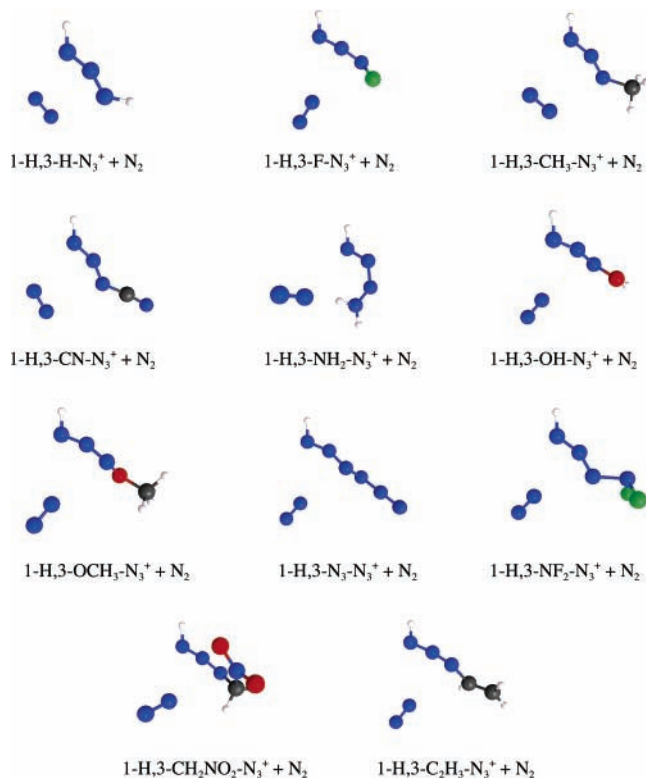 1-H,3-H-N₃⁺ + N₂
1-H,3-F-N₃⁺ + N₂
1-H,3-CH₃-N₃⁺ + N₂
1-H,3-CN-N₃⁺ + N₂
1-H,3-NH₂-N₃⁺ + N₂
1-H,3-OH-N₃⁺ + N₂
1-H,3-OCH₃-N₃⁺ + N₂
1-H,3-N₃-N₃⁺ + N₂
1-H,3-NF₂-N₃⁺ + N₂
1-H,3-CH₂NO₂-N₃⁺ + N₂
1-H,3-C₂H₃-N₃⁺ + N₂